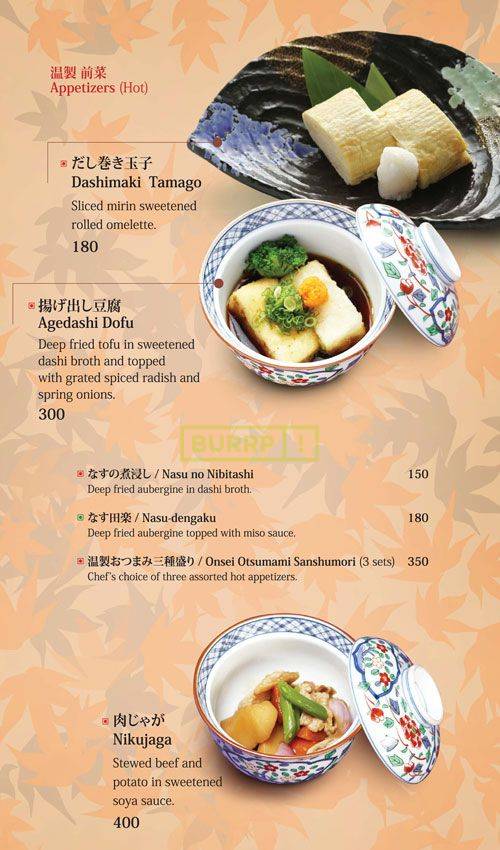 温製 前菜
Appetizers (Hot)
だし巻き玉子
Dashimaki Tamago
Sliced mirin sweetened
rolled omelette.
180
揚げ出し豆腐
Agedashi Dofu
Deep fried tofu in sweetened
dashi broth and topped
with grated spiced radish and
spring onions.
300
BURRP!
なすの煮浸し / Nasu no Nibitashi 150
Deep fried aubergine in dashi broth.
なす田楽 / Nasu-dengaku 180
Deep fried aubergine topped with miso sauce.
温製おつまみ三種盛り / Onsei Otsumami Sanshumori (3 sets) 350
Chef's choice of three assorted hot appetizers.
肉じゃが
Nikujaga
Stewed beef and
potato in sweetened
soya sauce.
400